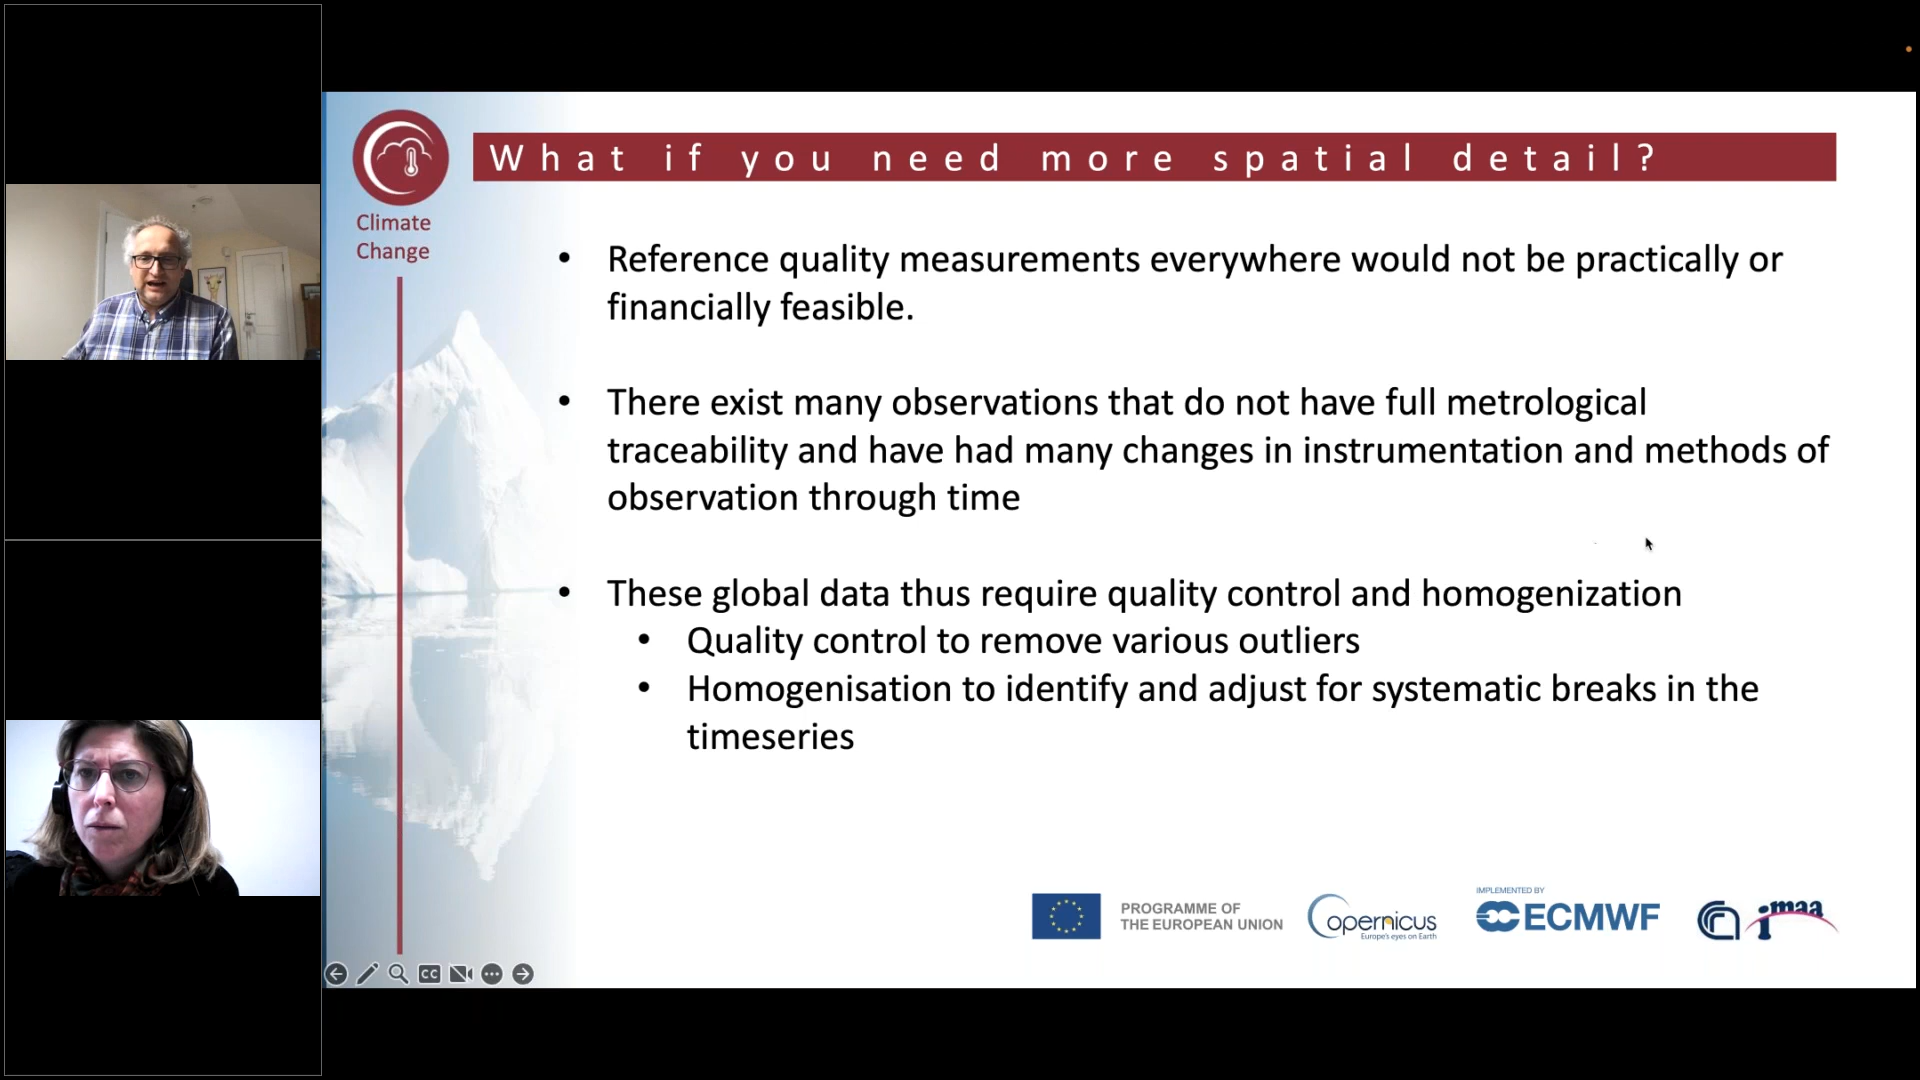 What if you need more spatial detail?
Climate
Change
• Reference quality measurements everywhere would not be practically or
financially feasible.
• There exist many observations that do not have full metrological
traceability and have had many changes in instrumentation and methods of
observation through time
• These global data thus require quality control and homogenization
• Quality control to remove various outliers
• Homogenisation to identify and adjust for systematic breaks in the
timeseries
PROGRAMME OF
THE EUROPEAN UNION
opernicus
Europe's eyes on Earth
IMPLEMENTED BY
ECMWF
imaa
CC